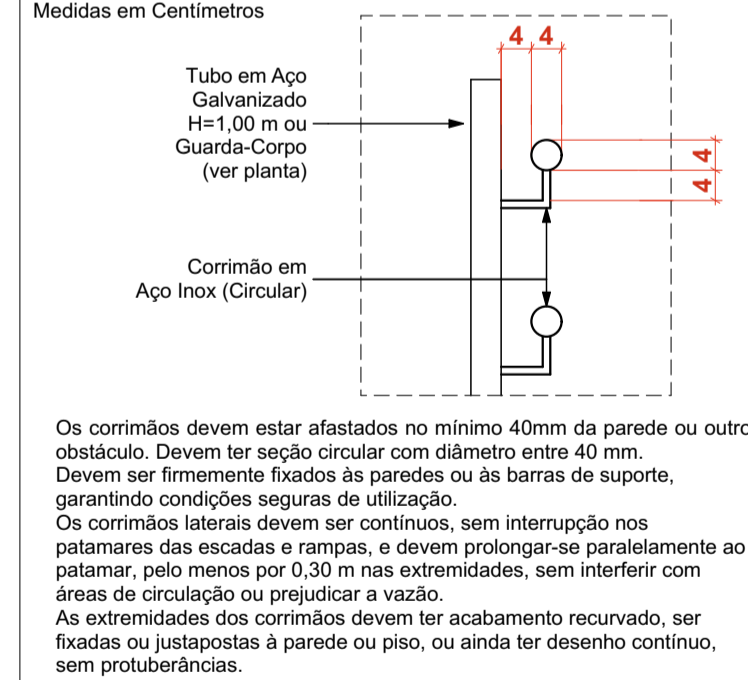 Medidas em Centímetros
4 4
Tubo em Aço
Galvanizado
H=1,00 m ou
Guarda-Corpo
(ver planta)
4
4
Corrimão em
Aço Inox (Circular)
Os corrimãos devem estar afastados no mínimo 40mm da parede ou outro
obstáculo. Devem ter seção circular com diâmetro entre 40 mm.
Devem ser firmemente fixados às paredes ou às barras de suporte,
garantindo condições seguras de utilização.
Os corrimãos laterais devem ser contínuos, sem interrupção nos
patamares das escadas e rampas, e devem prolongar-se paralelamente ao
patamar, pelo menos por 0,30 m nas extremidades, sem interferir com
áreas de circulação ou prejudicar a vazão.
As extremidades dos corrimãos devem ter acabamento recurvado, ser
fixadas ou justapostas à parede ou piso, ou ainda ter desenho contínuo,
sem protuberâncias.